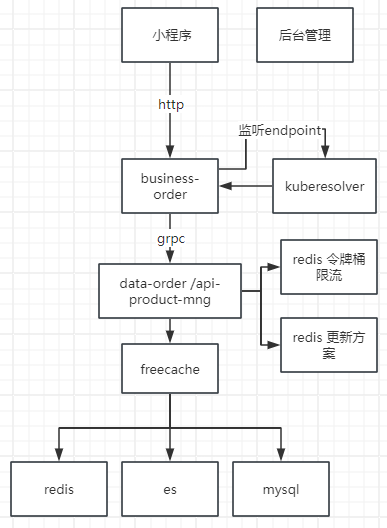 小程序
后台管理
http
监听endpoint
business-
order
kuberesolver
grpc
data-order /api-
product-mng
redis 令牌桶
限流
redis 更新方
案
freecache
redis
es
mysql